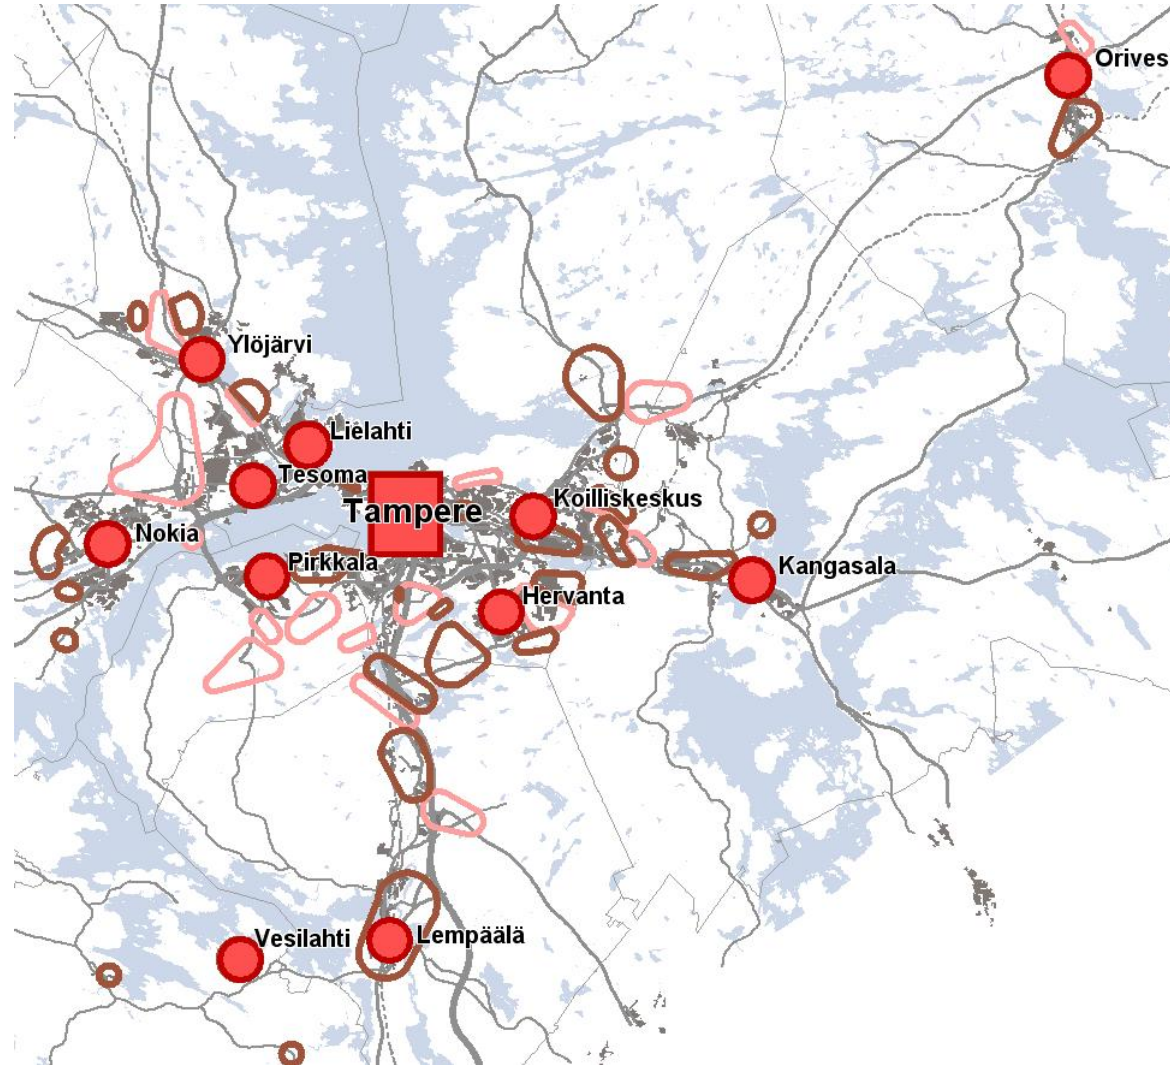 Orives
Ylöjärvi
Lielahti
Tesoma
Koilliskeskus
Tampere
Nokia
Pirkkala
Kangasala
Hervanta
Lempäälä
Vesilahti